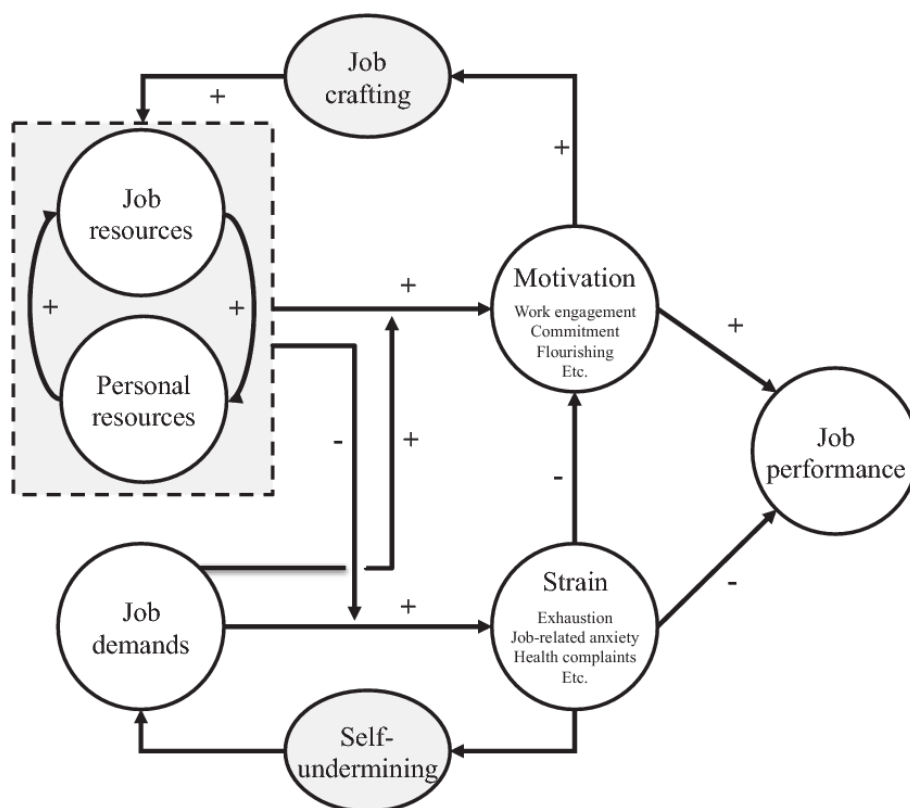 Job
crafting
+
+
Job
resources
+
+
Personal
resources
+
Motivation
Work engagement
Commitment
Flourishing
Etc.
+
-
+
-
Job
performance
Job
demands
+
Strain
Exhaustion
Job-related anxiety
Health complaints
Etc.
-
Self-
undermining